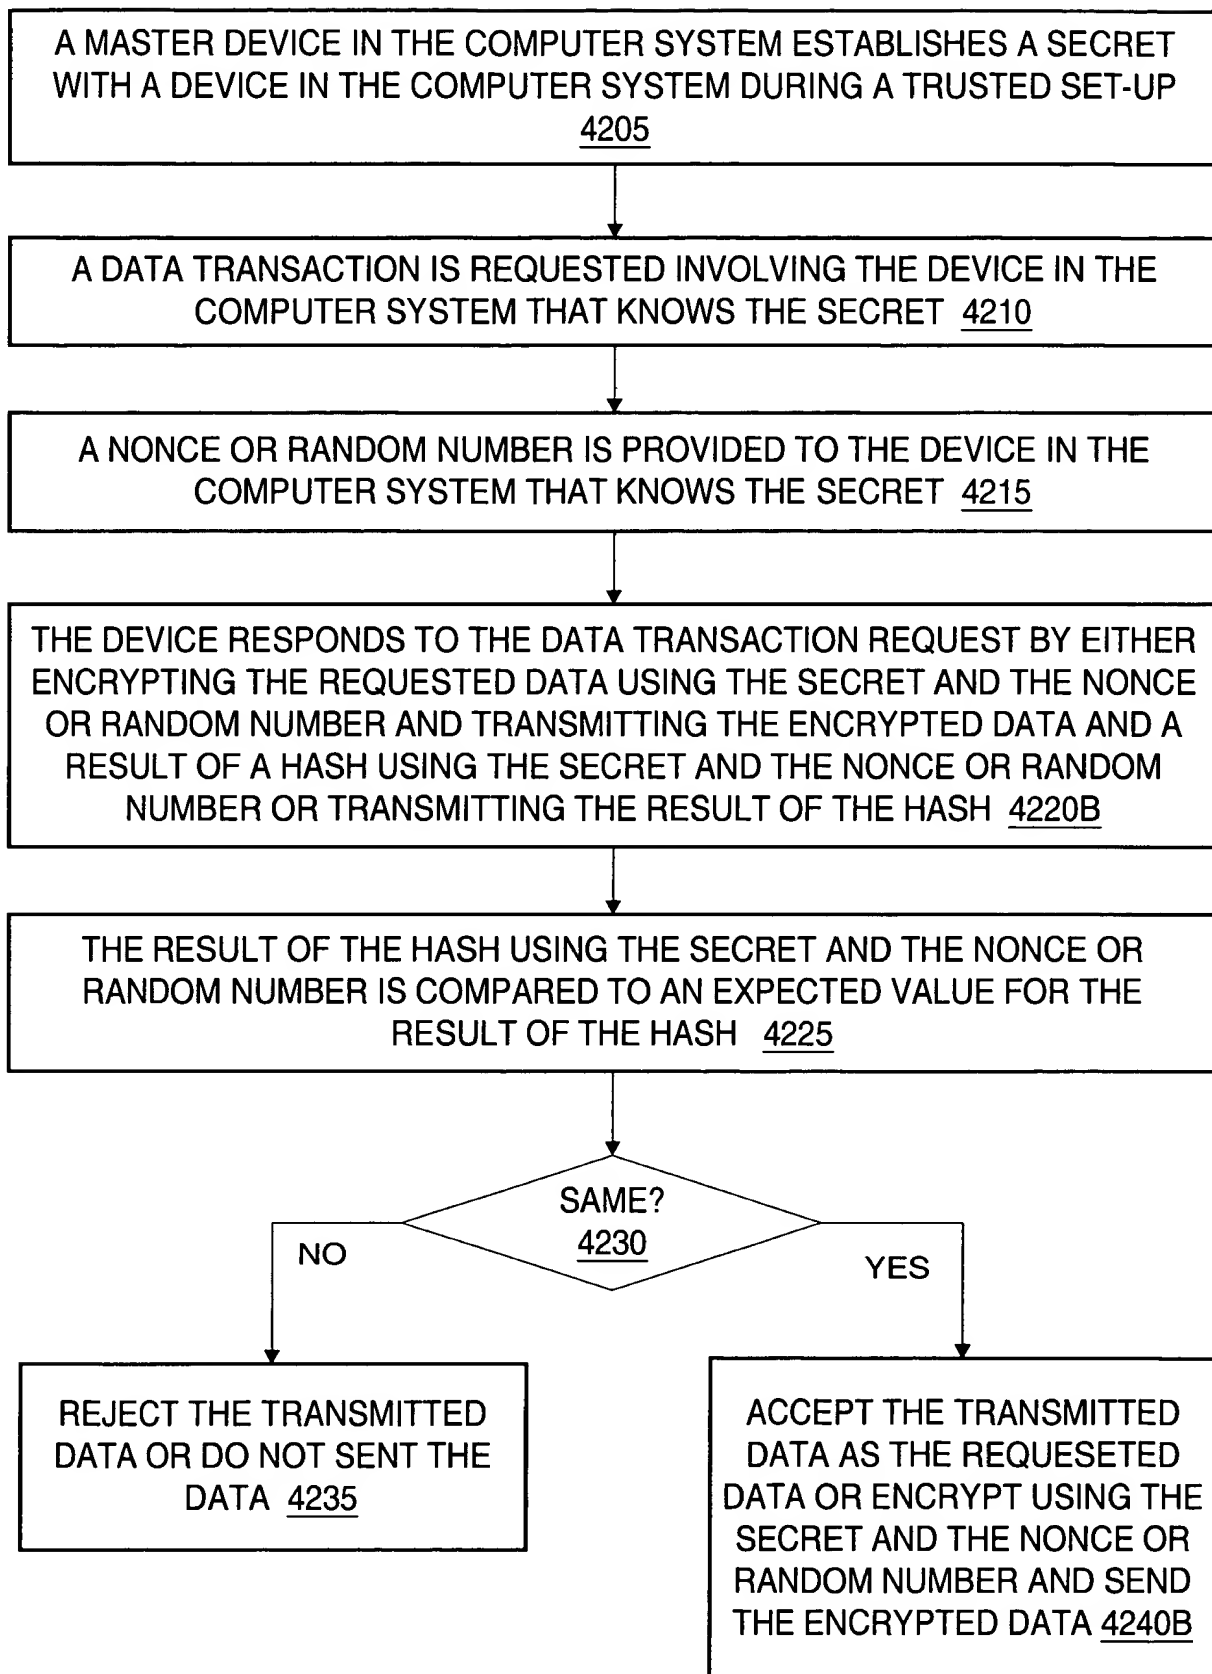 A MASTER DEVICE IN THE COMPUTER SYSTEM ESTABLISHES A SECRET
WITH A DEVICE IN THE COMPUTER SYSTEM DURING A TRUSTED SET-UP
4205
A DATA TRANSACTION IS REQUESTED INVOLVING THE DEVICE IN THE
COMPUTER SYSTEM THAT KNOWS THE SECRET 4210
A NONCE OR RANDOM NUMBER IS PROVIDED TO THE DEVICE IN THE
COMPUTER SYSTEM THAT KNOWS THE SECRET 4215
THE DEVICE RESPONDS TO THE DATA TRANSACTION REQUEST BY EITHER
ENCRYPTING THE REQUESTED DATA USING THE SECRET AND THE NONCE
OR RANDOM NUMBER AND TRANSMITTING THE ENCRYPTED DATA AND A
RESULT OF A HASH USING THE SECRET AND THE NONCE OR RANDOM
NUMBER OR TRANSMITTING THE RESULT OF THE HASH 4220B
THE RESULT OF THE HASH USING THE SECRET AND THE NONCE OR
RANDOM NUMBER IS COMPARED TO AN EXPECTED VALUE FOR THE
RESULT OF THE HASH 4225
SAME?
4230
NO
YES
REJECT THE TRANSMITTED
DATA OR DO NOT SENT THE
DATA 4235
ACCEPT THE TRANSMITTED
DATA AS THE REQUESETED
DATA OR ENCRYPT USING THE
SECRET AND THE NONCE OR
RANDOM NUMBER AND SEND
THE ENCRYPTED DATA 4240B